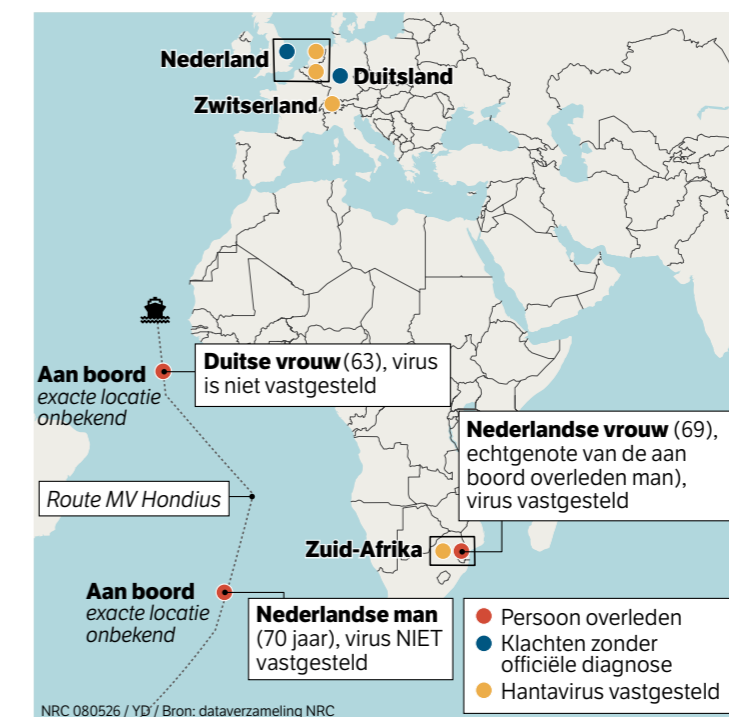 Nederland
Duitsland
Zwitserland
Duitse vrouw (63), virus
is niet vastgesteld
Aan boord
exacte locatie
onbekend
Nederlandse vrouw (69),
echtgenote van de aan
boord overleden man),
virus vastgesteld
Route MV Hondius
Zuid-Afrika
Aan boord
exacte locatie
onbekend
Nederlandse man
(70 jaar), virus NIET
vastgesteld
Persoon overleden
Klachten zonder
officiële diagnose
Hantavirus vastgesteld
NRC 080526 / YD / Bron: dataverzameling NRC